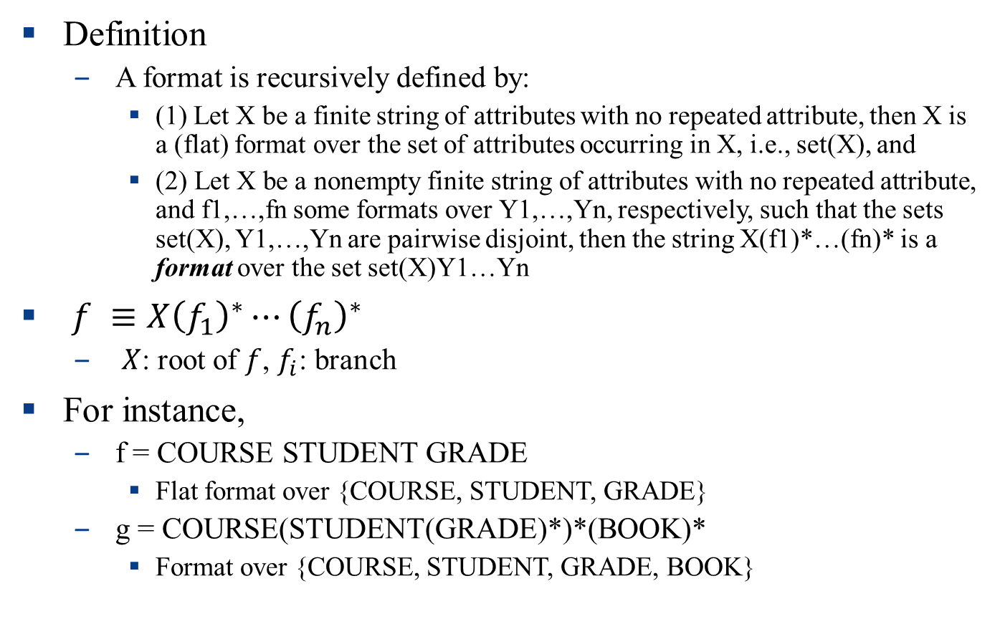 ▪ Definition
– A format is recursively defined by:
▪ (1) Let X be a finite string of attributes with no repeated attribute, then X is
a (flat) format over the set of attributes occurring in X, i.e., set(X), and
▪ (2) Let X be a nonempty finite string of attributes with no repeated attribute,
and f1,…,fn some formats over Y1,…,Yn, respectively, such that the sets
set(X), Y1,…,Yn are pairwise disjoint, then the string X(f1)*…(fn)* is a
format over the set set(X)Y1…Yn
▪ f ≡ X(f₁)* ⋯ (fₙ)*
– X: root of f, fᵢ: branch
▪ For instance,
– f = COURSE STUDENT GRADE
▪ Flat format over {COURSE, STUDENT, GRADE}
– g = COURSE(STUDENT(GRADE)*)*(BOOK)*
▪ Format over {COURSE, STUDENT, GRADE, BOOK}